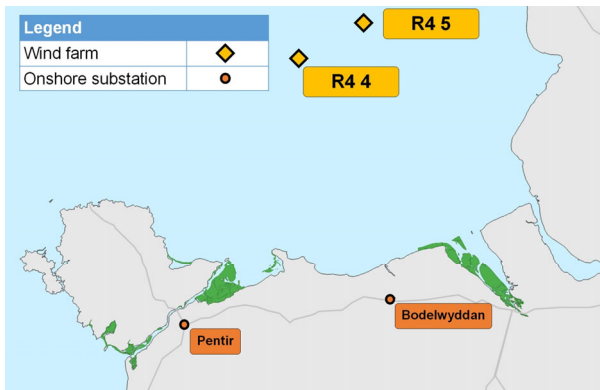 Legend
Wind farm
Onshore substation
R4 5
R4 4
Bodelwyddan
Pentir